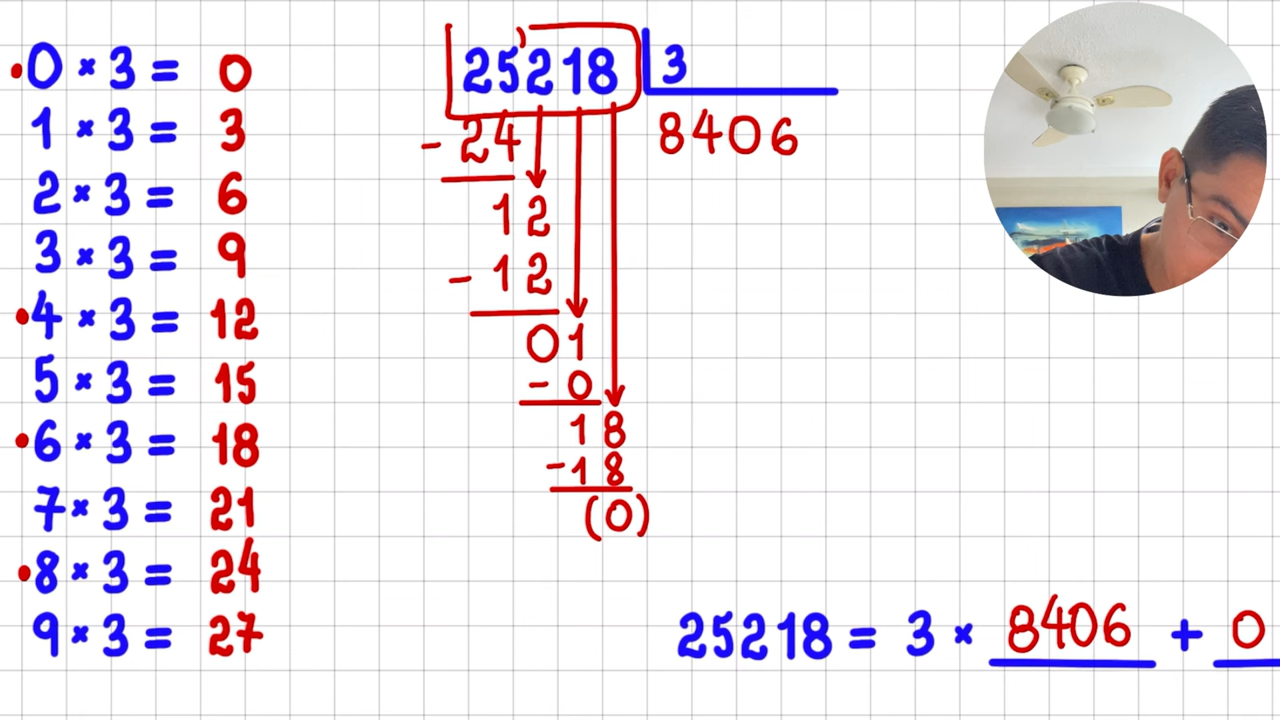 0 × 3 = 0
1 × 3 = 3
2 × 3 = 6
3 × 3 = 9
4 × 3 = 12
5 × 3 = 15
6 × 3 = 18
7 × 3 = 21
8 × 3 = 24
9 × 3 = 27
25218 3
- 24 8406
12
- 12
01
- 0
18
- 18
(0)
25218 = 3 × 8406 + 0